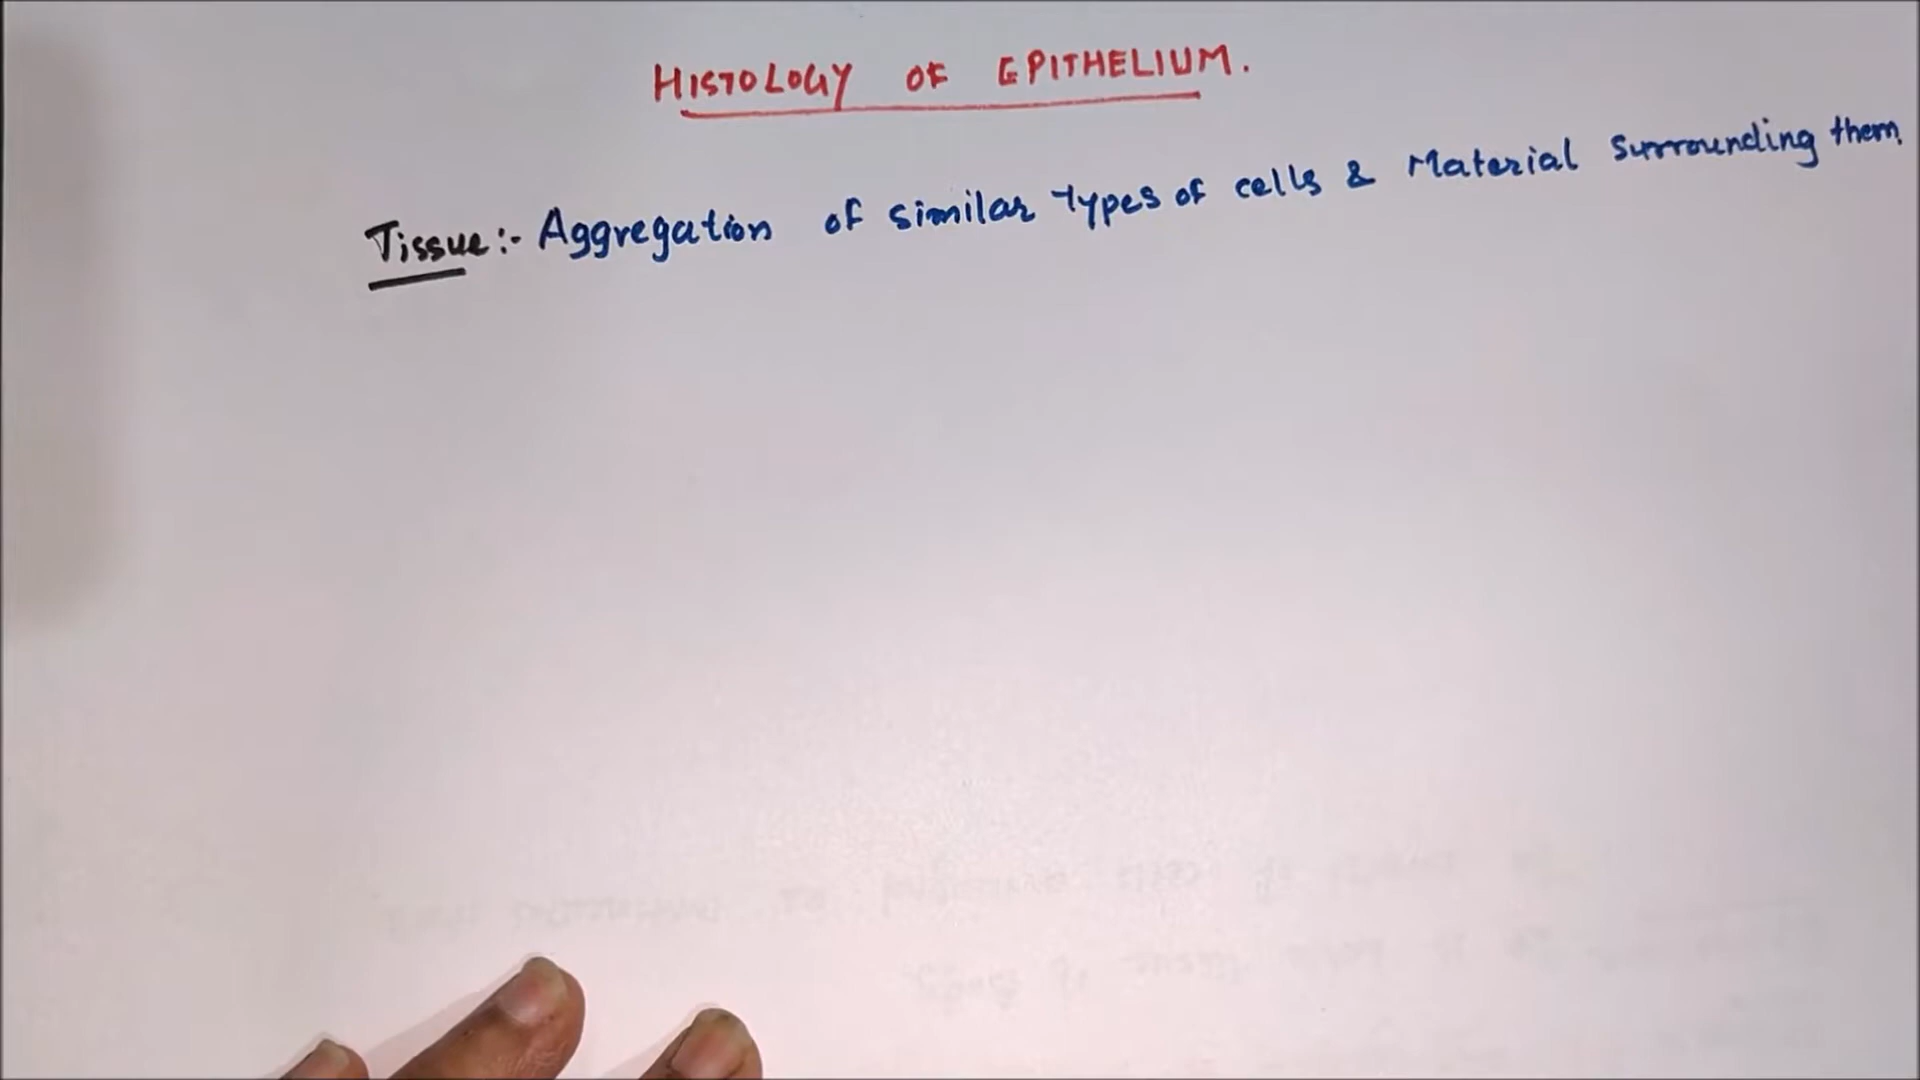 HISTOLOGY OF EPITHELIUM.
Tissue:- Aggregation of similar types of cells & Material surrounding them.